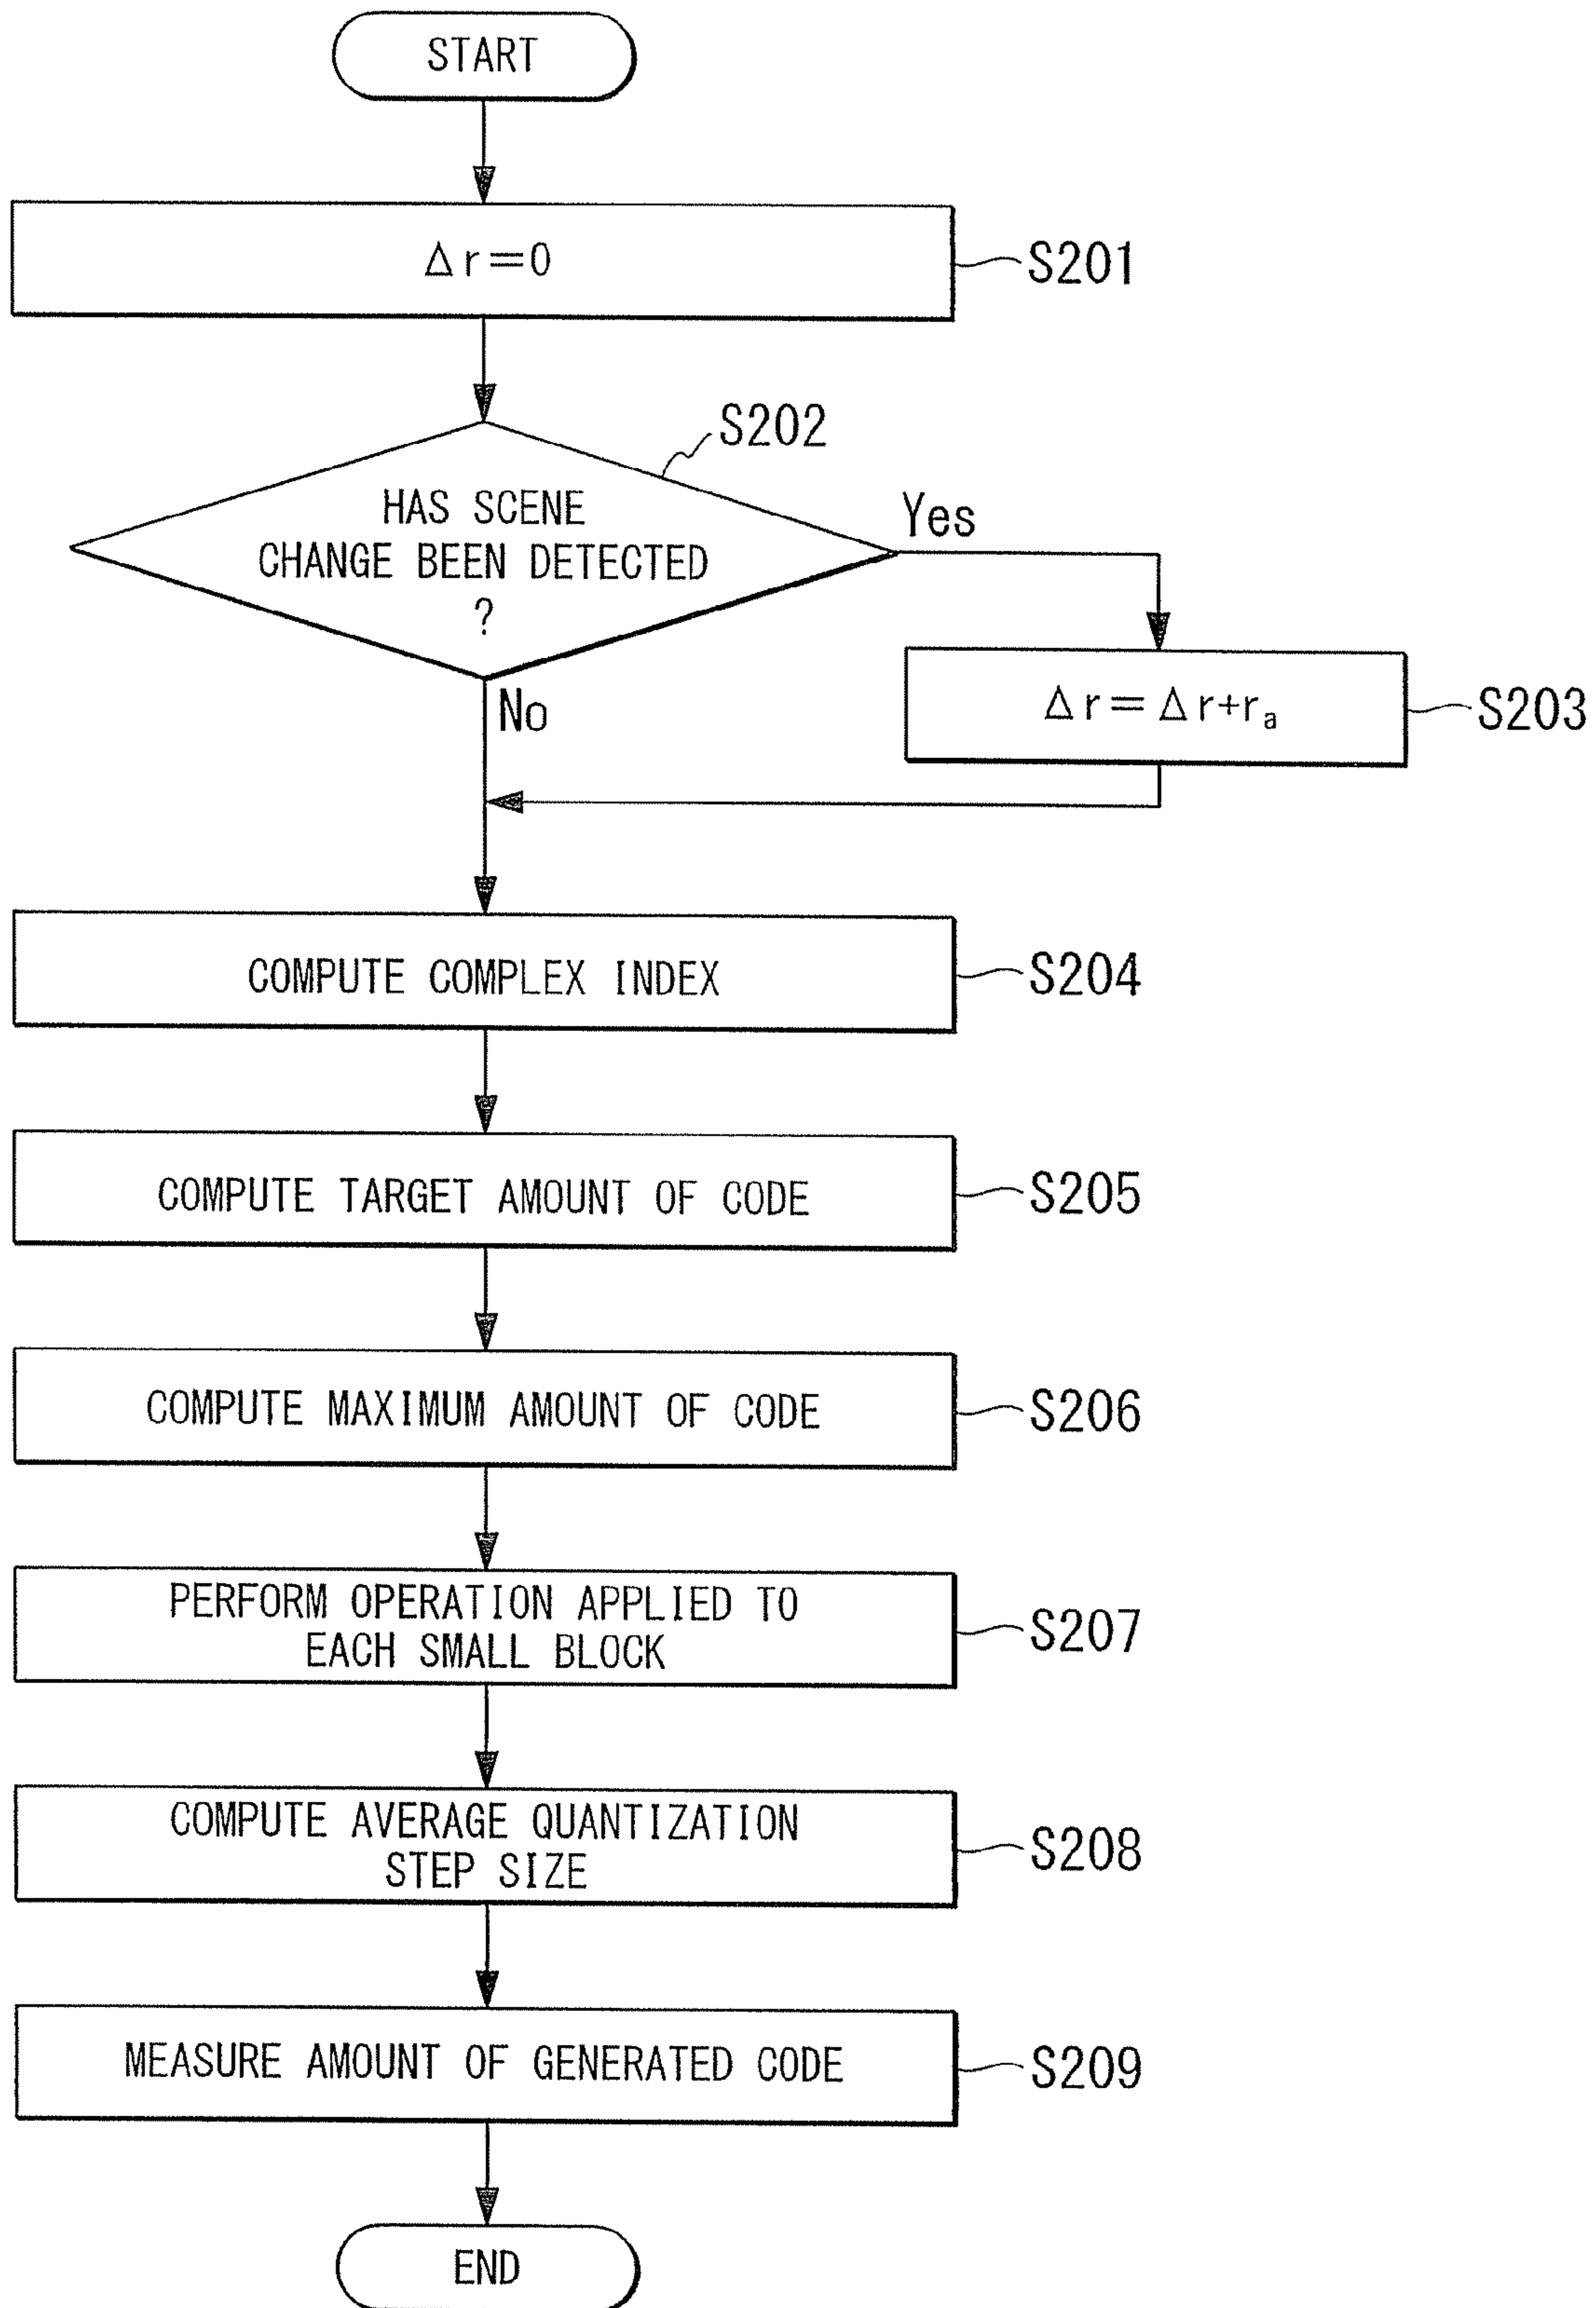 START
Δr=0
S201
S202
HAS SCENE
CHANGE BEEN DETECTED
?
Yes
No
Δr=Δr+rₐ
S203
COMPUTE COMPLEX INDEX
S204
COMPUTE TARGET AMOUNT OF CODE
S205
COMPUTE MAXIMUM AMOUNT OF CODE
S206
PERFORM OPERATION APPLIED TO
EACH SMALL BLOCK
S207
COMPUTE AVERAGE QUANTIZATION
STEP SIZE
S208
MEASURE AMOUNT OF GENERATED CODE
S209
END